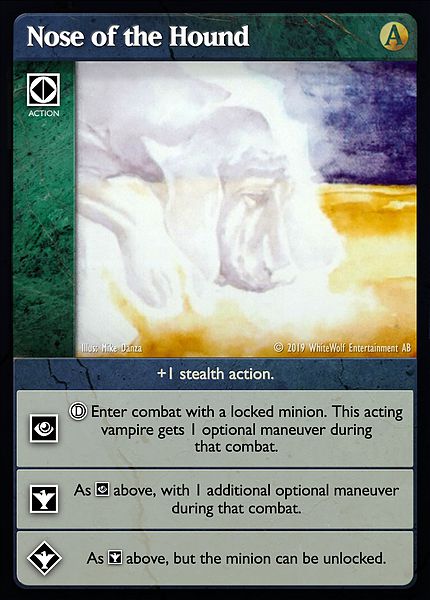 Nose of the Hound
A
ACTION
Illus: Mike Danza
© 2019 WhiteWolf Entertainment AB
+1 stealth action.
Ⓓ Enter combat with a locked minion. This acting
vampire gets 1 optional maneuver during
that combat.
As above, with 1 additional optional maneuver
during that combat.
As above, but the minion can be unlocked.